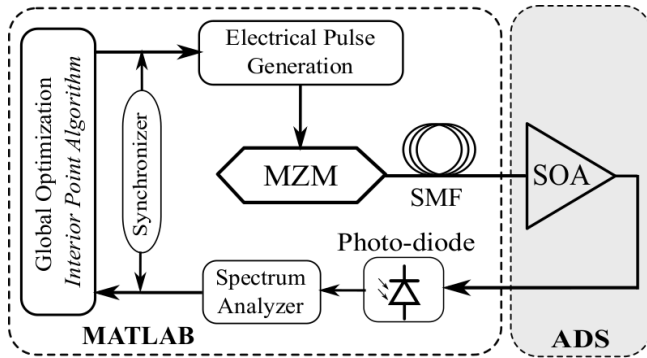 Global Optimization
Interior Point Algorithm
Synchronizer
Electrical Pulse
Generation
MZM
SMF
SOA
Photo-diode
Spectrum
Analyzer
MATLAB
ADS